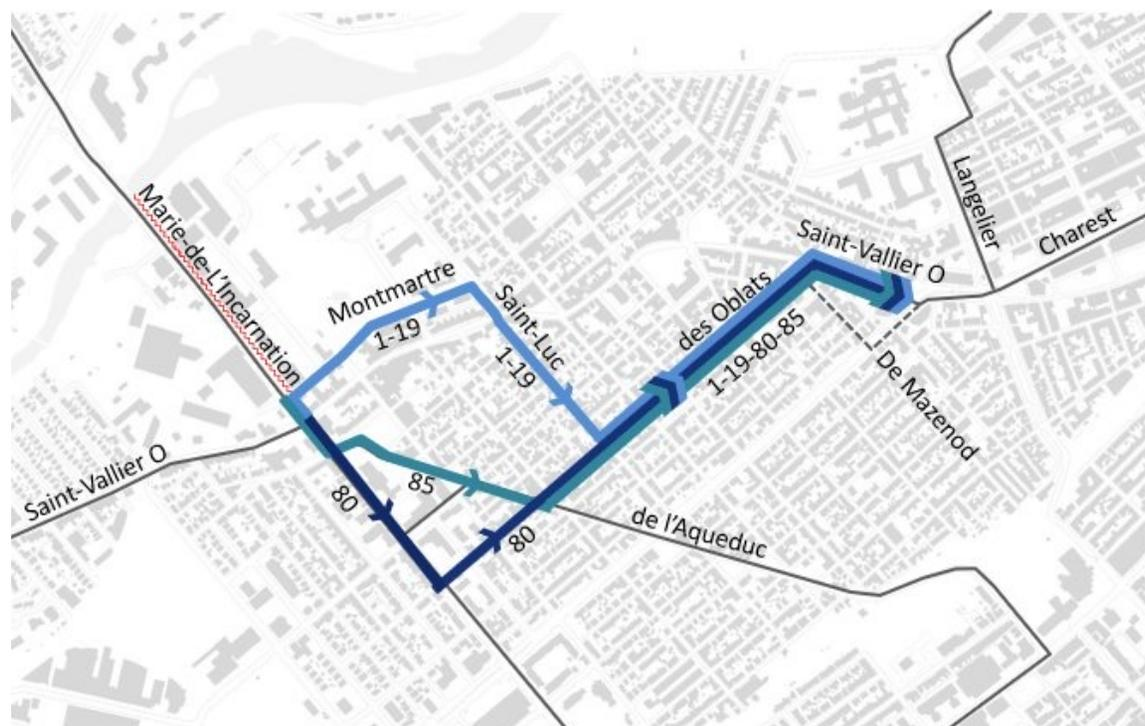 Marie-de-L'Incarnation
Montmartre
1-19
Saint-Luc
1-19
des Oblats
1-19-80-85
Saint-Vallier O
Langelier
Charest
De Mazenod
Saint-Vallier O
85
80
80
de l'Aqueduc